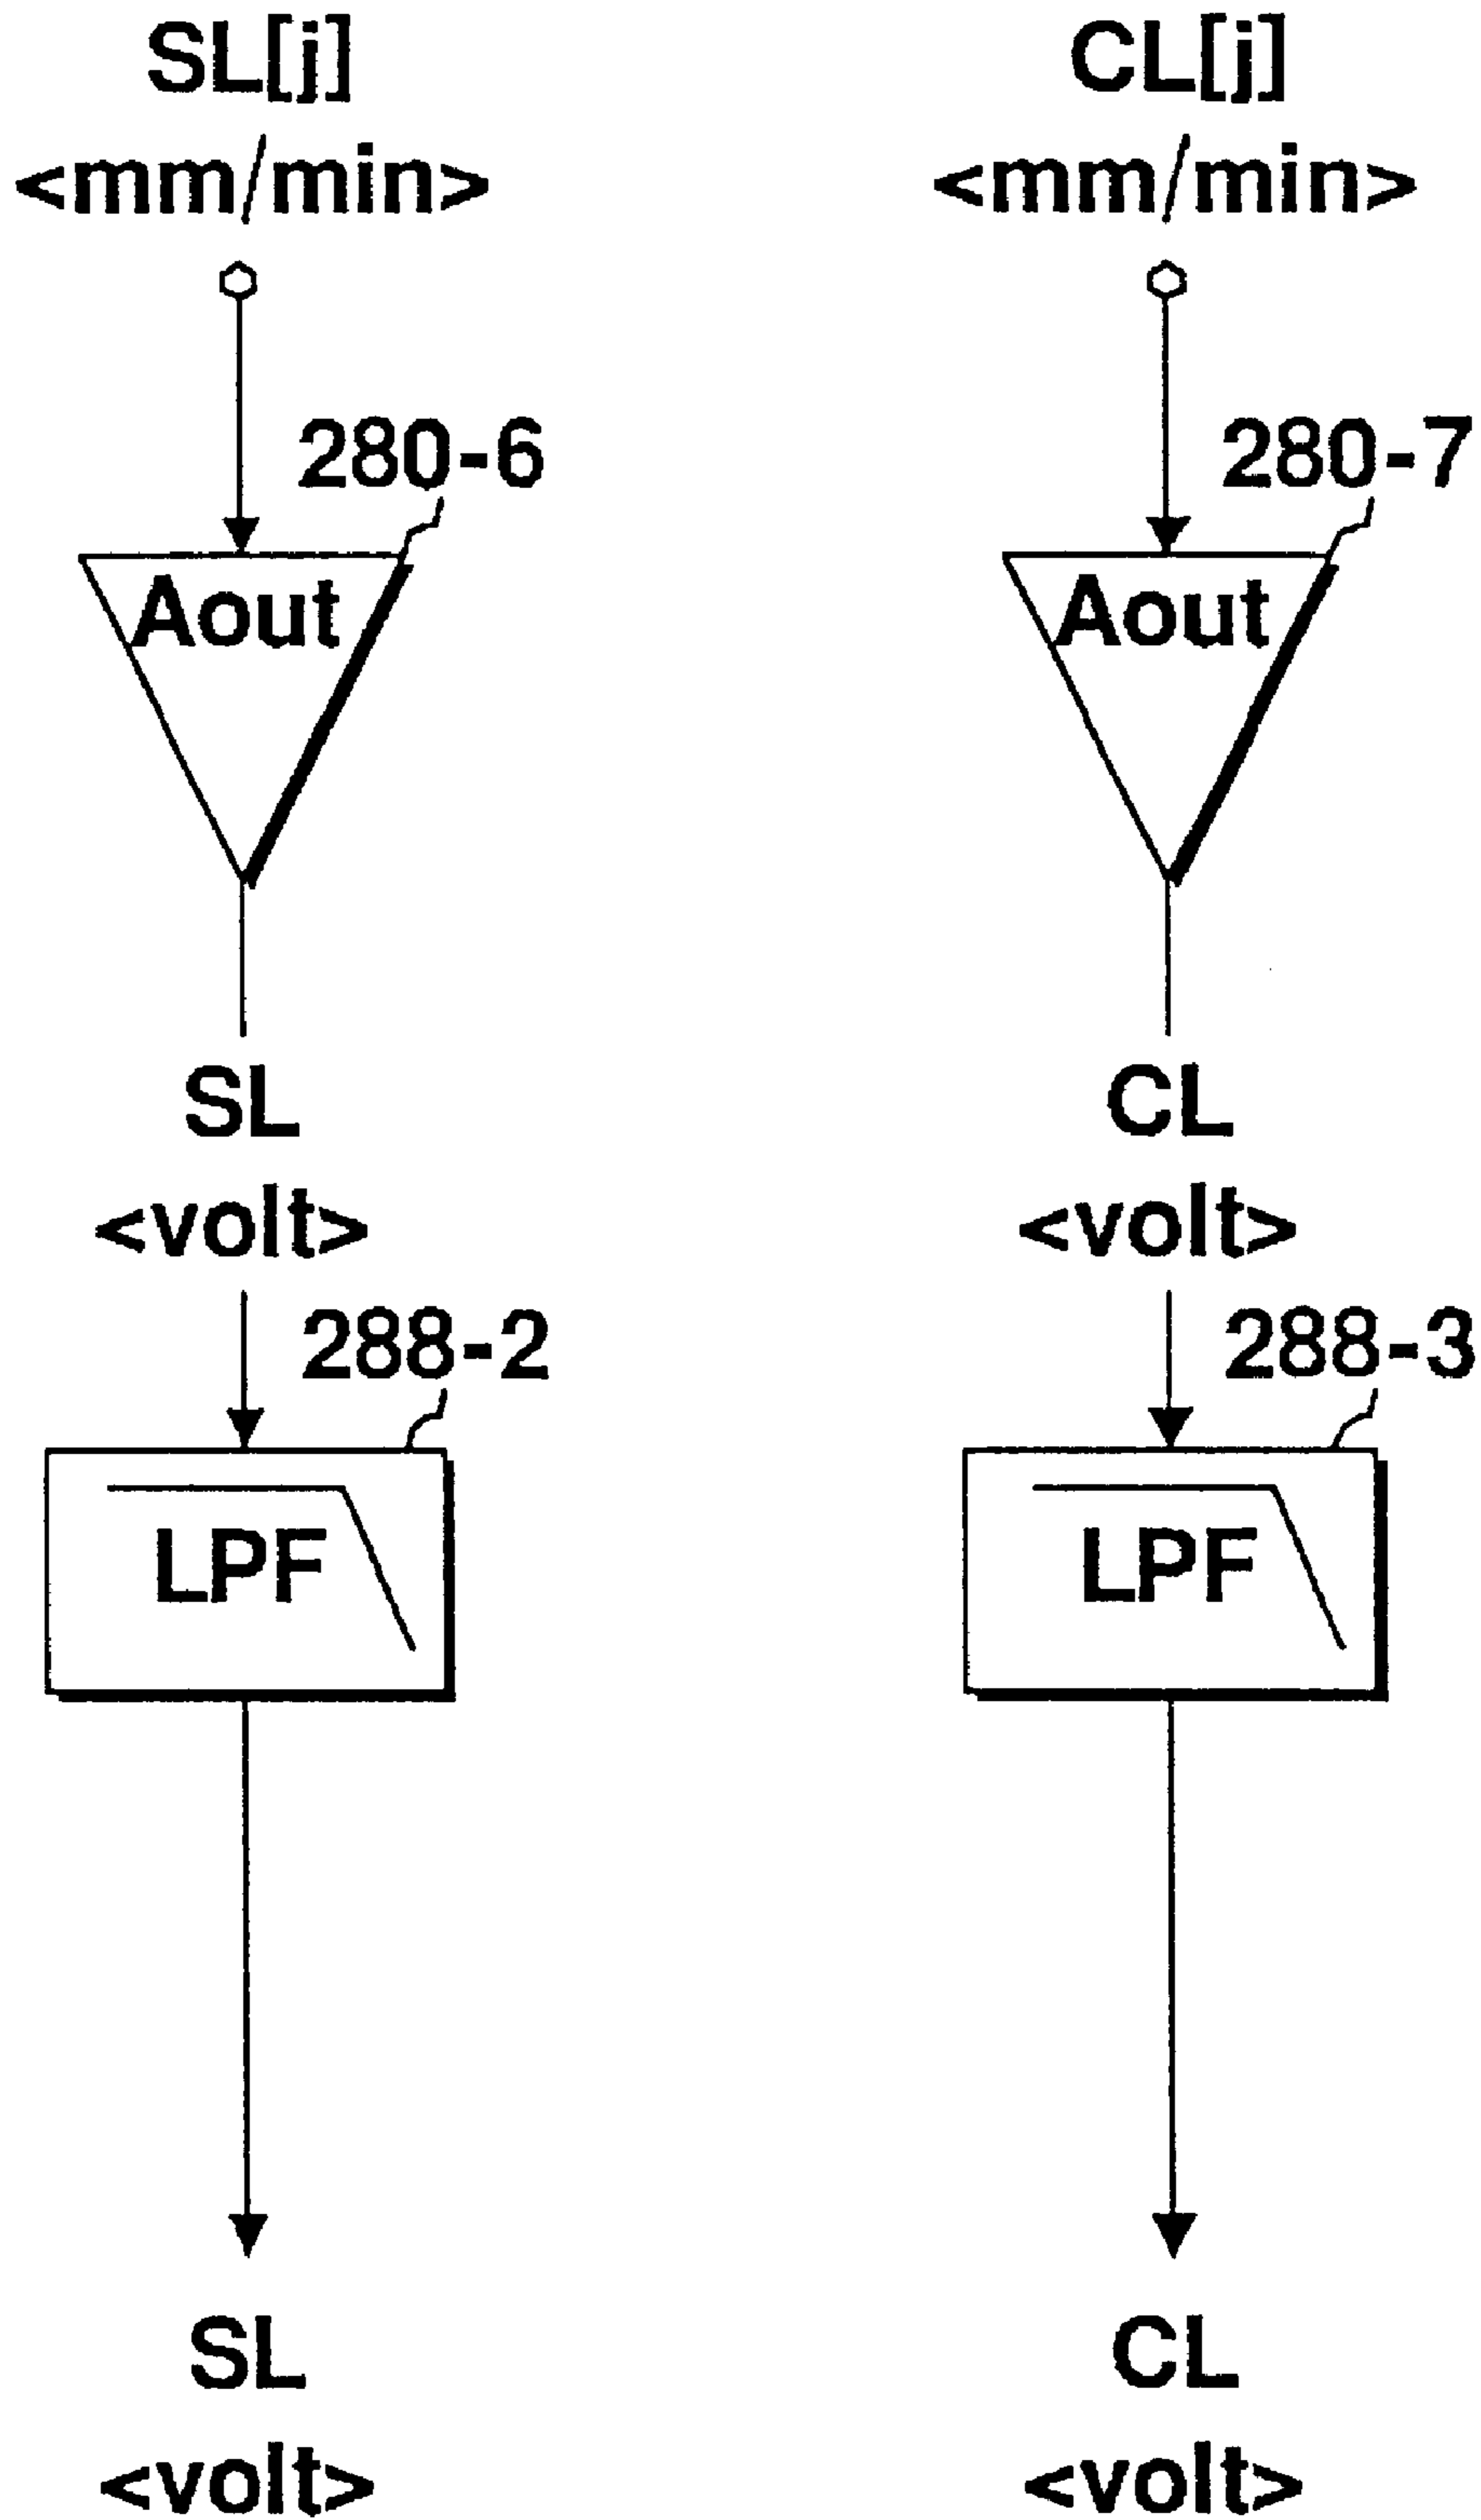 SL[j]
<mm/min>
280-6
Aout
SL
<volt>
288-2
LPF
SL
<volt>
CL[j]
<mm/min>
280-7
Aout
CL
<volt>
288-3
LPF
CL
<volt>